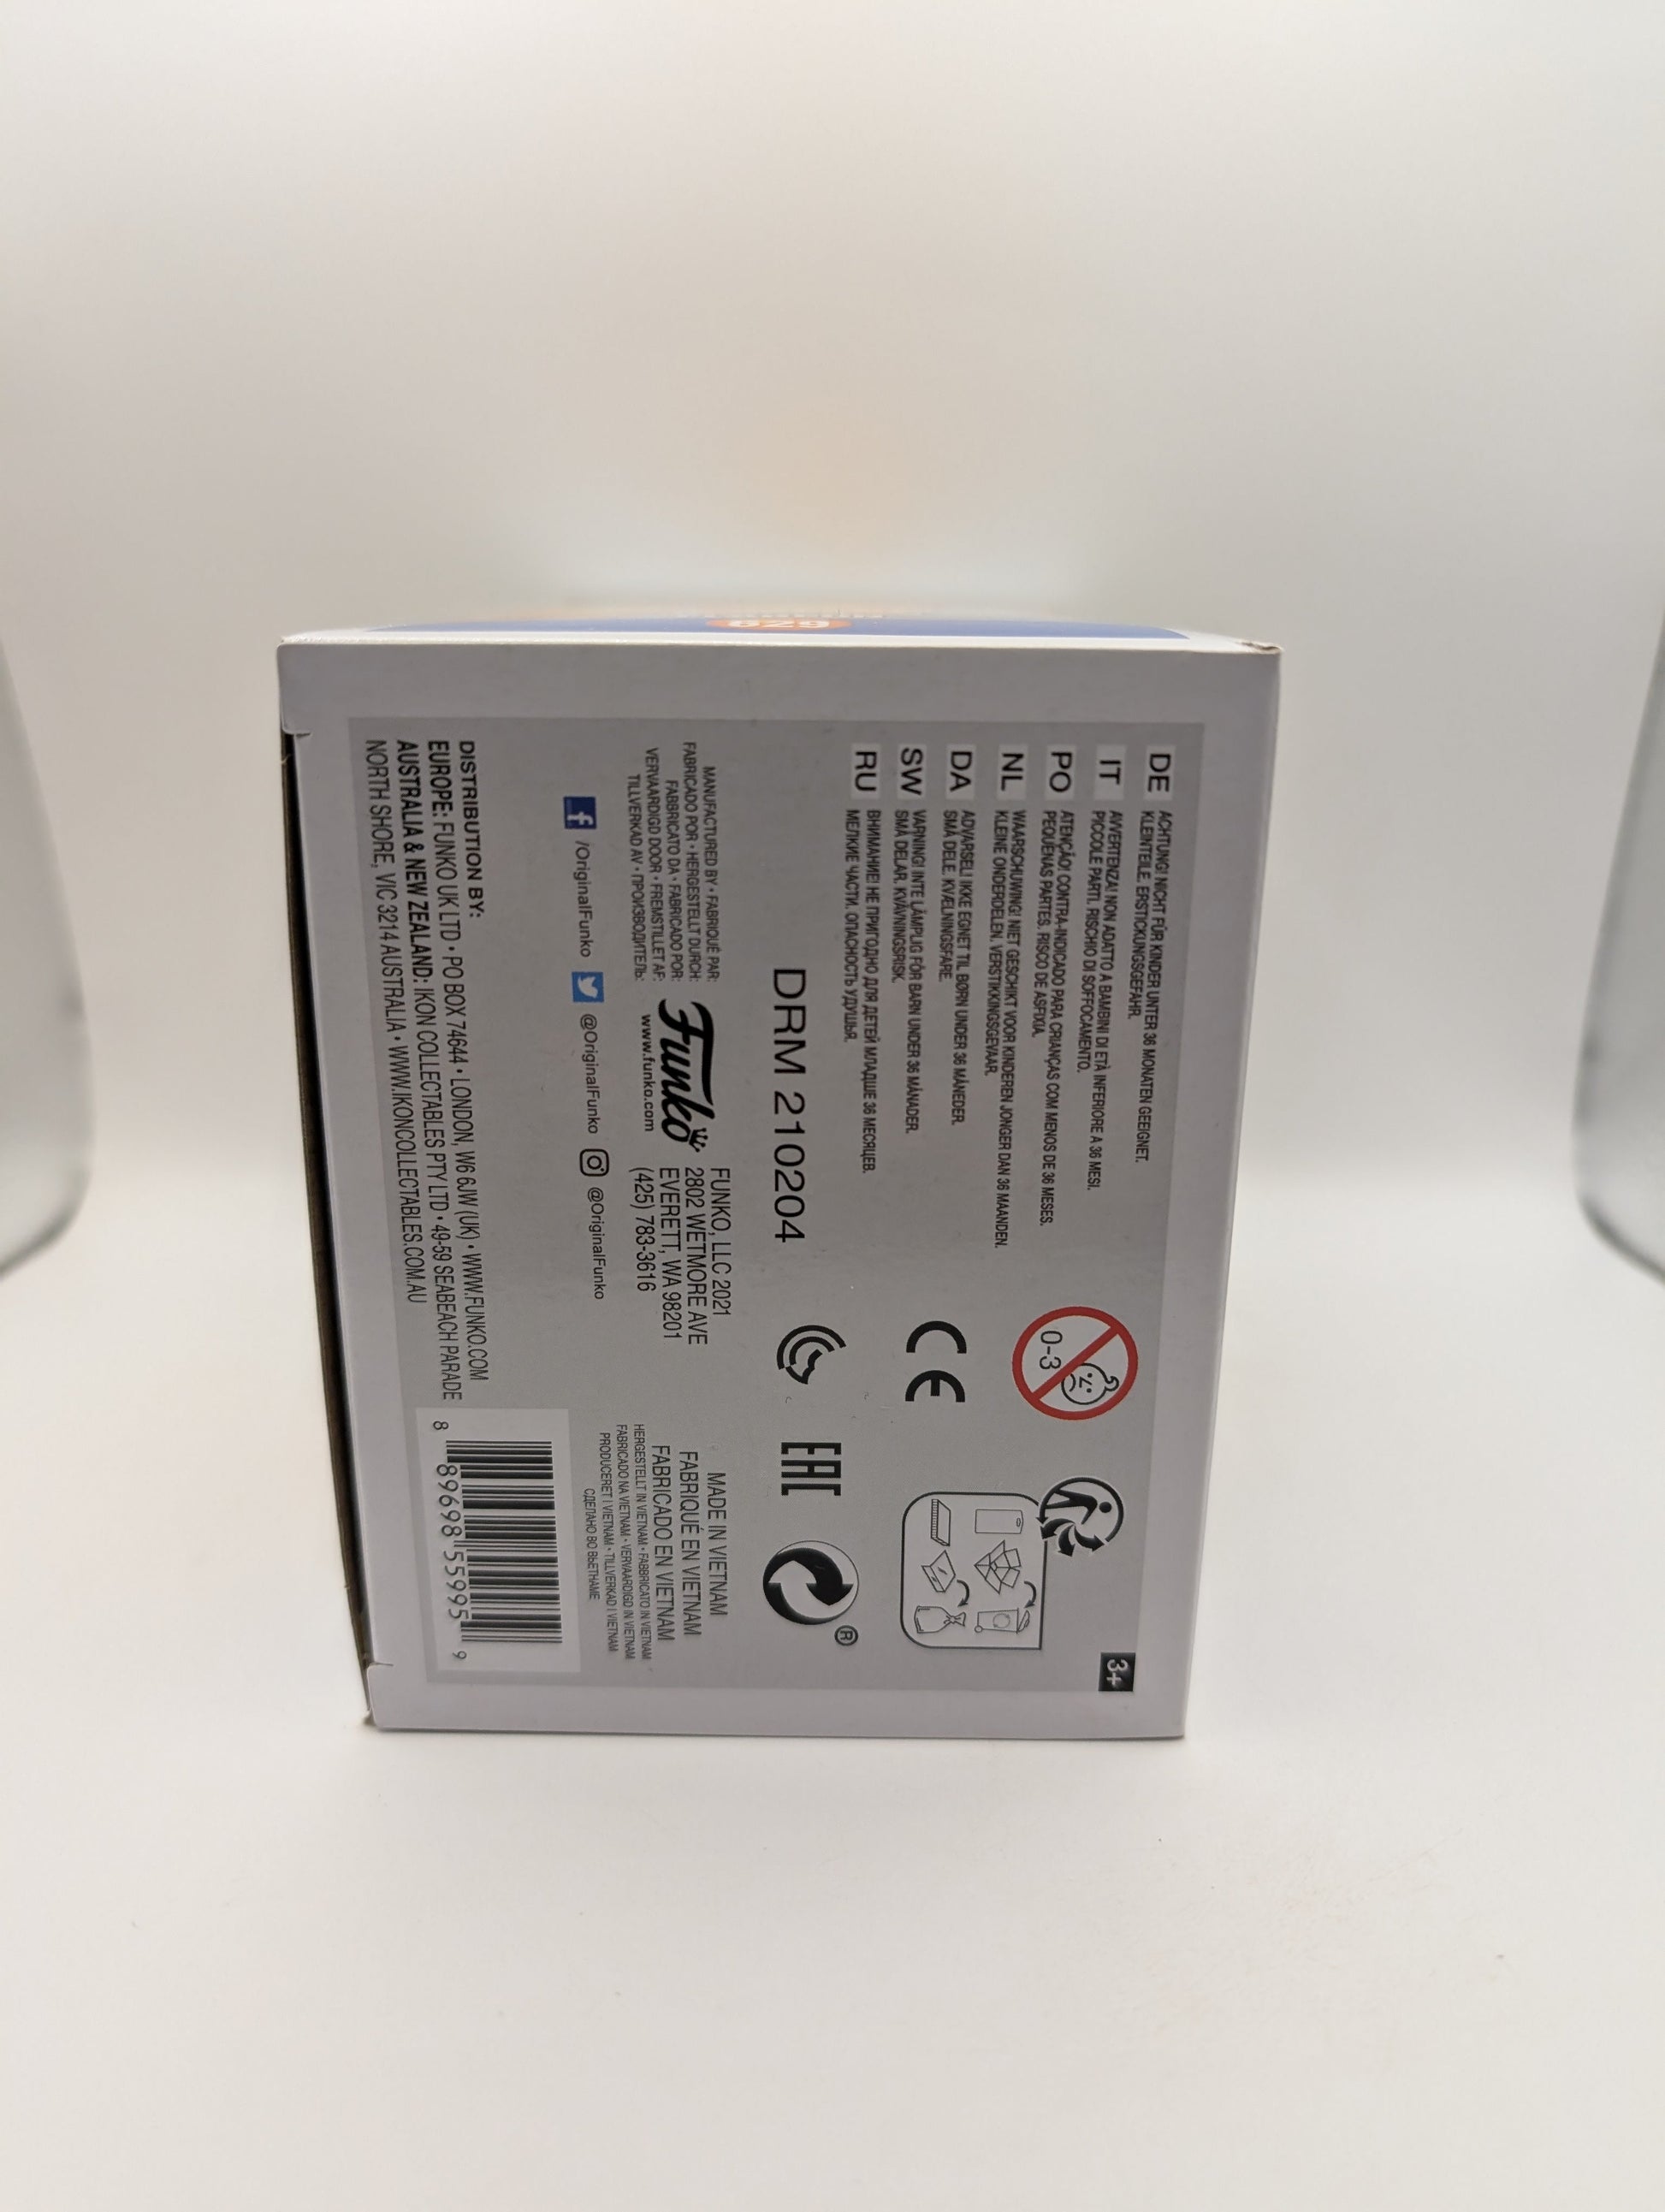 DE ACHTUNG! NICHT FÜR KINDER UNTER 36 MONATEN GEEIGNET.
KLEINTEILE. ERSTICKUNGSGEFAHR.
IT AVVERTENZA! NON ADATTO A BAMBINI DI ETÀ INFERIORE A 36 MESI.
PICCOLE PARTI. RISCHIO DI SOFFOCAMENTO.
PO ATENÇÃO! CONTRA-INDICADO PARA CRIANÇAS COM MENOS DE 36 MESES.
PEQUENAS PARTES. RISCO DE ASFIXIA.
NL WAARSCHUWING! NIET GESCHIKT VOOR KINDEREN JONGER DAN 36 MAANDEN.
KLEINE ONDERDELEN. VERSTIKKINGSGEVAAR.
DA ADVARSEL! IKKE EGNET TIL BØRN UNDER 36 MÅNEDER.
SMÅ DELE. KVÆLNINGSFARE.
SW VARNING! INTE LÄMPLIG FÖR BARN UNDER 36 MÅNADER.
SMÅ DELAR. KVÄVNINGSRISK.
RU ВНИМАНИЕ! НЕ ПРИГОДНО ДЛЯ ДЕТЕЙ МЛАДШЕ 36 МЕСЯЦЕВ.
МЕЛКИЕ ЧАСТИ. ОПАСНОСТЬ УДУШЬЯ.
0-3
3+
CE
EAC
®
DRM 210204
MANUFACTURED BY • FABRIQUÉ PAR:
FABRICADO POR • HERGESTELLT DURCH:
FABBRICATO DA • FABRICADO POR:
VERVAARDIGD DOOR • FREMSTILLET AF:
TILLVERKAD AV • ПРОИЗВОДИТЕЛЬ:
Funko
www.funko.com
FUNKO, LLC 2021
2802 WETMORE AVE
EVERETT, WA 98201
(425) 783-3616
MADE IN VIETNAM
FABRIQUÉ EN VIETNAM
FABRICADO EN VIETNAM
HERGESTELLT IN VIETNAM • FABBRICATO IN VIETNAM
FABRICADO NA VIETNAM • VERVAARDIGD IN VIETNAM
PRODUCERET I VIETNAM • TILLVERKAD I VIETNAM
СДЕЛАНО ВО ВЬЕТНАМЕ
/OriginalFunko @OriginalFunko @OriginalFunko
DISTRIBUTION BY:
EUROPE: FUNKO UK LTD • PO BOX 74644 • LONDON, W6 6JW (UK) • WWW.FUNKO.COM
AUSTRALIA & NEW ZEALAND: IKON COLLECTABLES PTY LTD • 49-59 SEABEACH PARADE
NORTH SHORE, VIC 3214 AUSTRALIA • WWW.IKONCOLLECTABLES.COM.AU
8 89698 55995 9